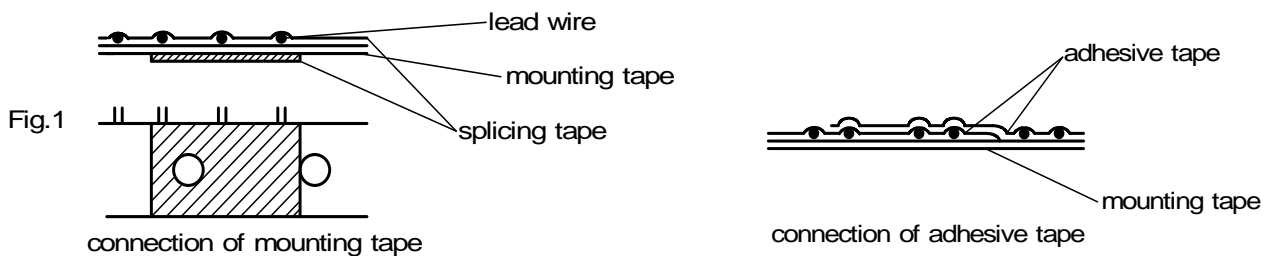 lead wire
mounting tape
splicing tape
Fig.1
connection of mounting tape
adhesive tape
mounting tape
connection of adhesive tape